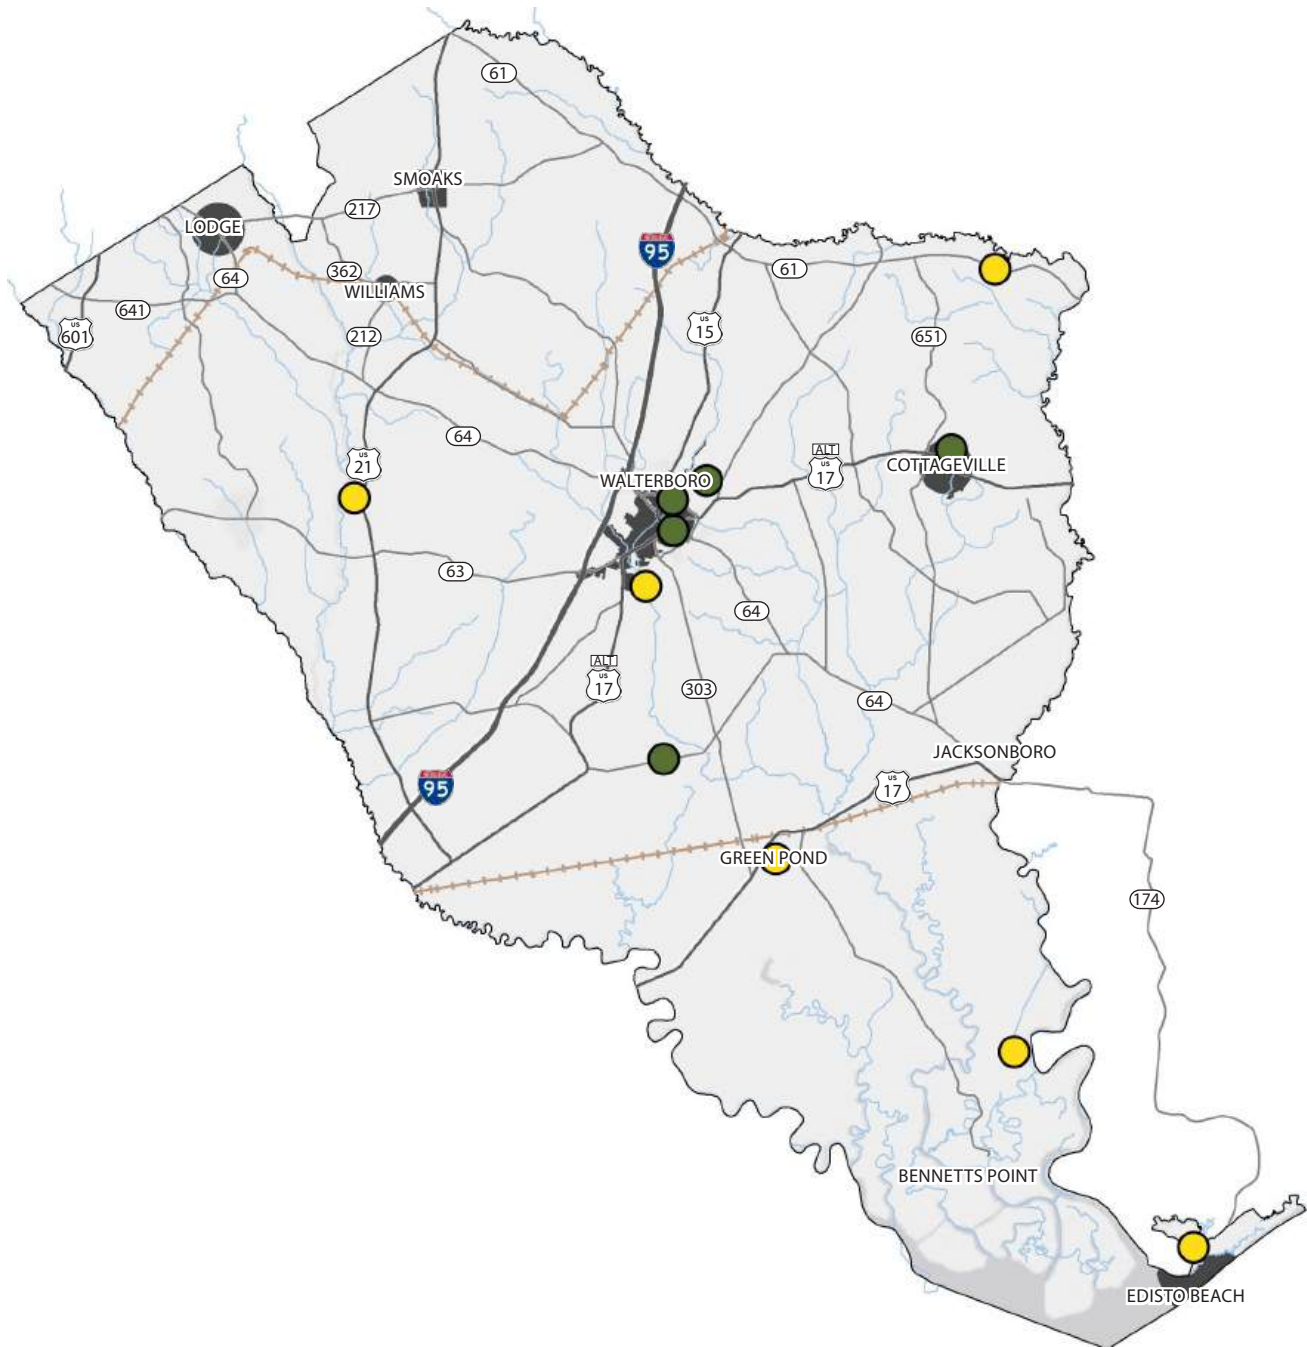 61
SMOAKS
217
LODGE
95
61
64
362
WILLIAMS
641
US
15
US
601
212
651
64
ALT
US
17
US
21
COTTAGEVILLE
WALTERBORO
63
64
ALT
US
17
303
64
JACKSONBORO
95
US
17
GREEN POND
174
BENNETTS POINT
EDISTO BEACH